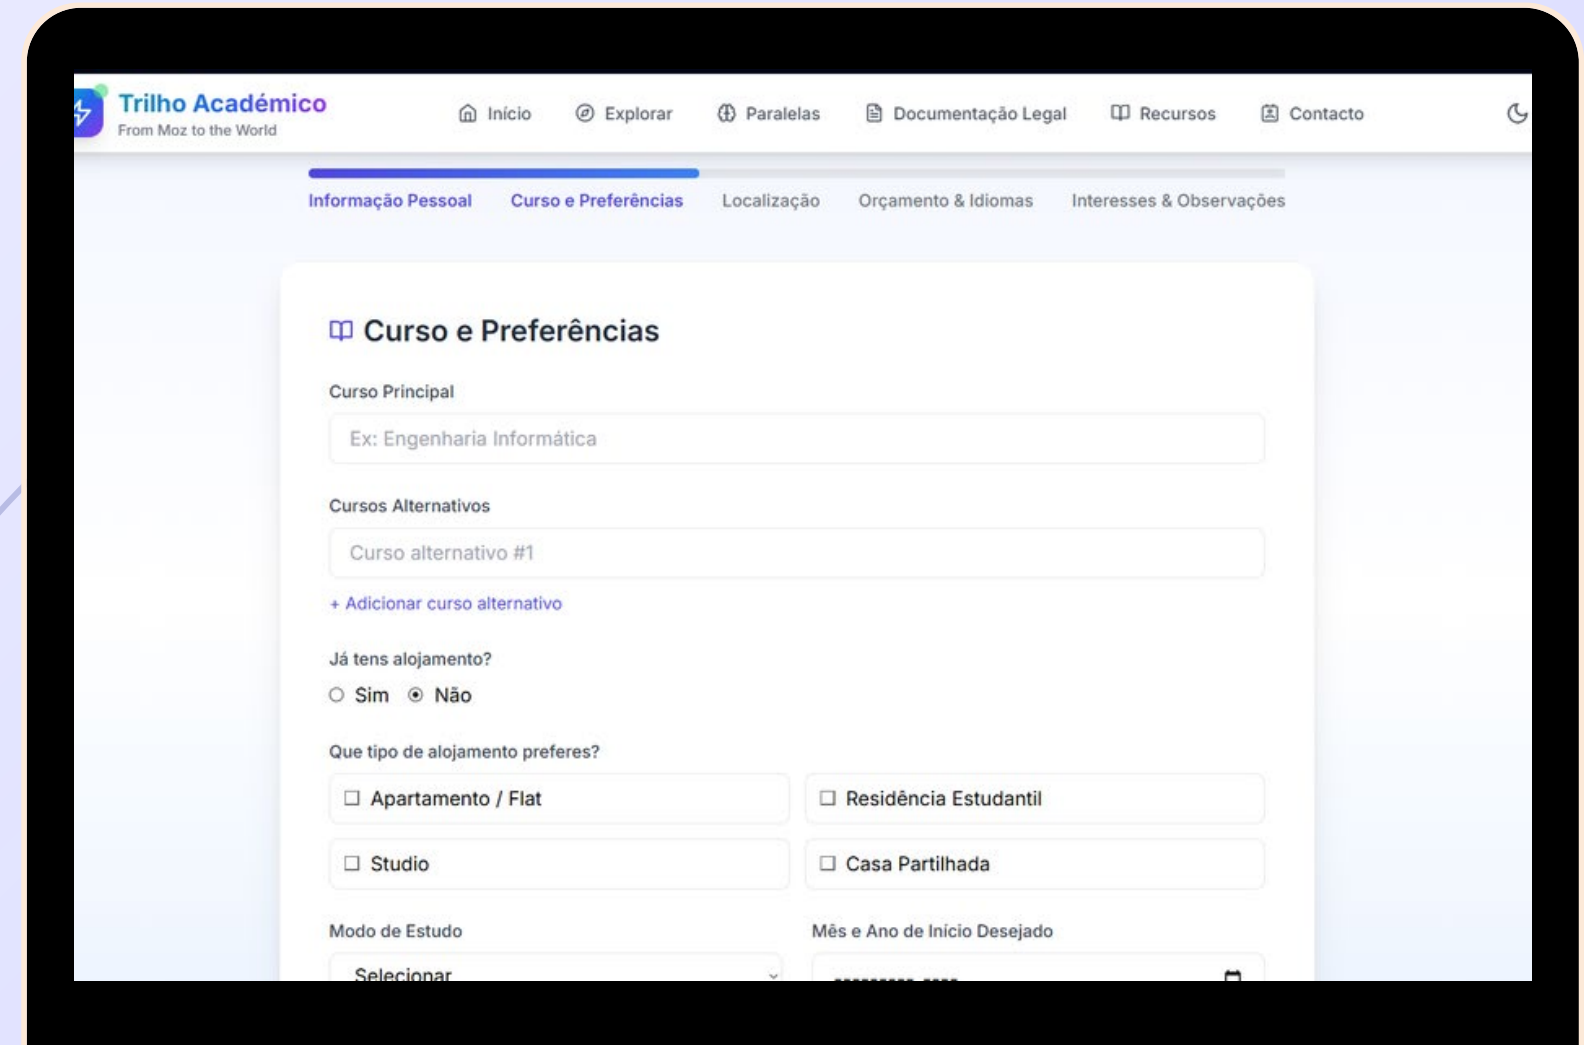 Trilho Académico
From Moz to the World
Início Explorar Paralelas Documentação Legal Recursos Contacto
Informação Pessoal Curso e Preferências Localização Orçamento & Idiomas Interesses & Observações
Curso e Preferências
Curso Principal
Ex: Engenharia Informática
Cursos Alternativos
Curso alternativo #1
+ Adicionar curso alternativo
Já tens alojamento?
Sim Não
Que tipo de alojamento preferes?
Apartamento / Flat Residência Estudantil
Studio Casa Partilhada
Modo de Estudo Mês e Ano de Início Desejado
Selecionar --------- ----